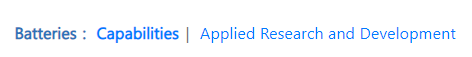 Batteries : Capabilities | Applied Research and Development